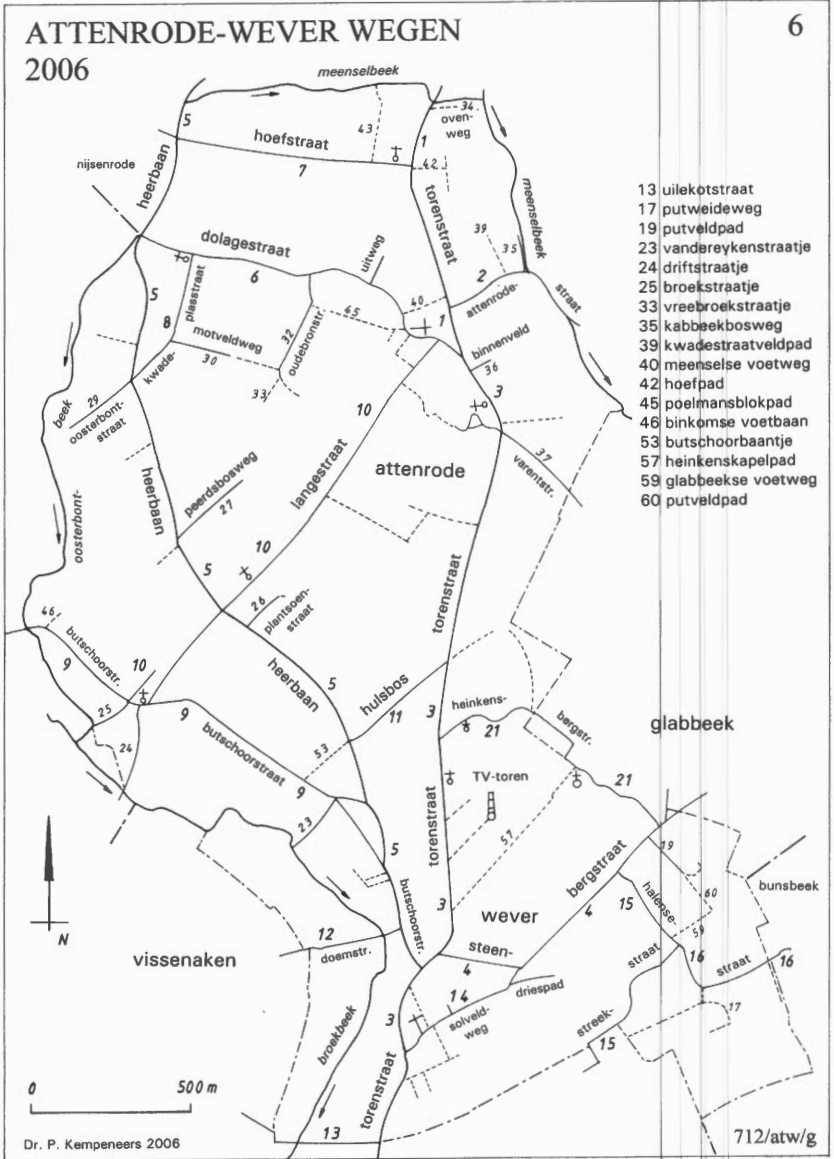 ATTENRODE-WEVER WEGEN
6
2006
meenselbeek
34
oven-
weg
5
43
1
hoefstraat
7
42
nijsenrode
heerbaan
torenstraat
meenselbeek
13 uilekotstraat
17 putweideweg
19 putveldpad
23 vandereykenstraatje
24 driftstraatje
25 broekstraatje
33 vreebroekstraatje
35 kabbeekbosweg
39 kwadestraatveldpad
40 meenselse voetweg
42 hoefpad
45 poelmansblokpad
46 binkomse voetbaan
53 butschoorbaantje
57 heinkenskapelpad
59 glabbeekse voetweg
60 putveldpad
dolagestraat
6
uitweg
39
35
2
attenrode-
straat
5
plasstraat
8
40
1
45
32
oudebronstr.
motveldweg
30
33
kwade-
binnenveld
36
3
29
oosterbont-
straat
beek
10
attenrode
37
varentstr.
heerbaan
peerdsbosweg
27
langestraat
oosterbont-
10
5
26
plantsoen-
straat
torenstraat
46
butschoorstr.
9
10
heerbaan
5
hulsbos
11
3
heinkens-
21
bergstr.
glabbeek
25
24
9
butschoorstraat
53
9
TV-toren
21
23
5
torenstraat
57
bergstraat
19
60
bunsbeek
butschoorstr.
3
wever
4
15
halense-
59
12
doemstr.
vissenaken
steen-
4
straat
16
straat
16
driespad
14
solveld-
weg
3
17
streek-
15
N
broekbeek
torenstraat
0
500 m
13
Dr. P. Kempeneers 2006
712/atw/g